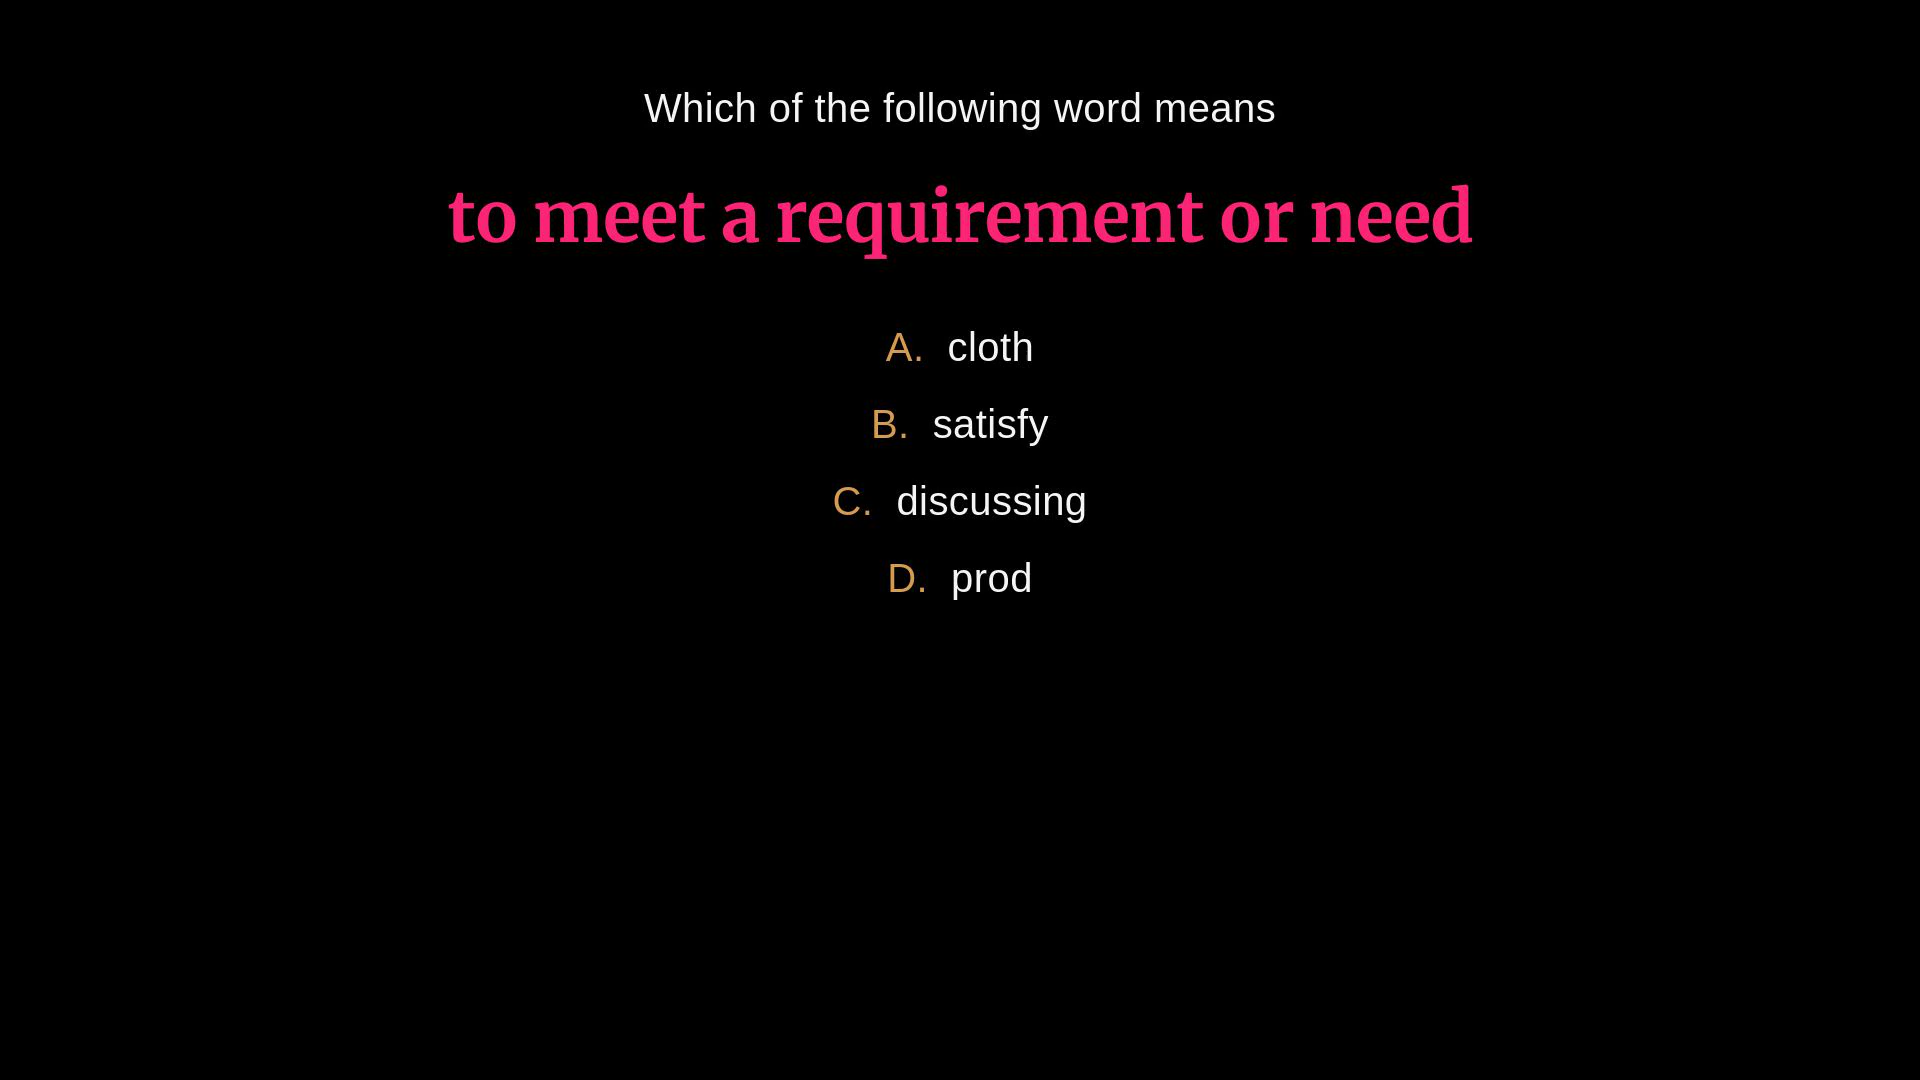 Which of the following word means
to meet a requirement or need
A. cloth
B. satisfy
C. discussing
D. prod